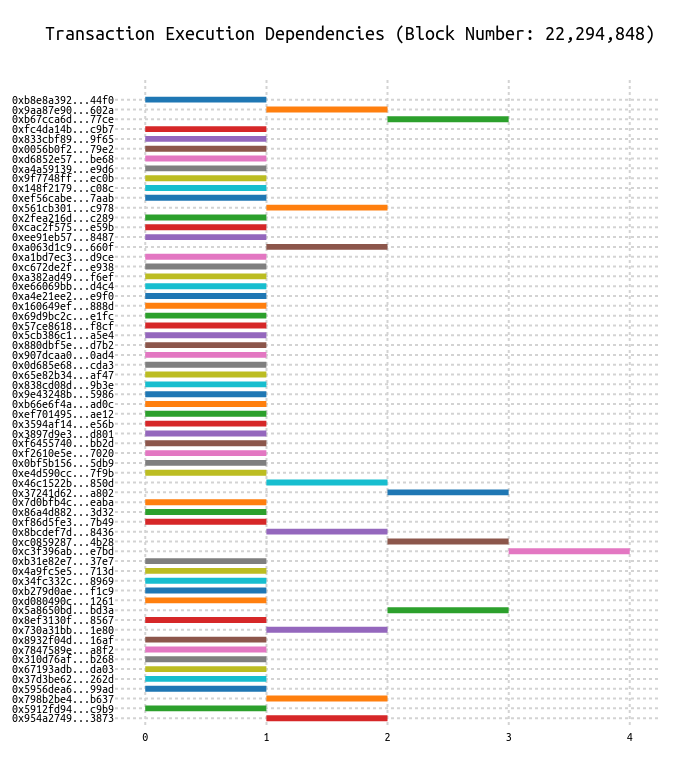 Transaction Execution Dependencies (Block Number: 22,294,848)
0xb8e8a392...44f0
0x9aa87e90...602a
0xb67cca6d...77ce
0xfc4da14b...c9b7
0x833cbf89...9f65
0x0056b0f2...79e2
0xd6852e57...be68
0xa4a59139...e9d6
0x9f7748ff...ec0b
0x148f2179...c08c
0xef56cabe...7aab
0x561cb301...c978
0x2fea216d...c289
0xcac2f575...e59b
0xee91eb57...8487
0xa063d1c9...660f
0xa1bd7ec3...d9ce
0xc672de2f...e938
0xa382ad49...f6ef
0xe66069bb...d4c4
0xa4e21ee2...e9f0
0x160649ef...888d
0x69d9bc2c...e1fc
0x57ce8618...f8cf
0x5cb386c1...a5e4
0x880dbf5e...d7b2
0x907dcaa0...0ad4
0x0d685e68...cda3
0x65e82b34...af47
0x838cd08d...9b3e
0x9e43248b...5986
0xb66e6f4a...ad0c
0xef701495...ae12
0x3594af14...e56b
0x3897d9e3...d801
0xf6455740...bb2d
0xf2610e5e...7020
0x0bf5b156...5db9
0xe4d590cc...7f9b
0x46c1522b...850d
0x37241d62...a802
0x7d0bfb4c...eaba
0x86a4d882...3d32
0xf86d5fe3...7b49
0x8bcdef7d...8436
0xc0859287...4b28
0xc3f396ab...e7bd
0xb31e82e7...37e7
0x4a9fc5e5...713d
0x34fc332c...8969
0xb279d0ae...f1c9
0xd080490c...1261
0x5a8650bd...bd3a
0x8ef3130f...8567
0x730a31bb...1e80
0x8932f04d...16af
0x7847589e...a8f2
0x310d76af...b268
0x67193adb...da03
0x37d3be62...262d
0x5956dea6...99ad
0x798b2be4...b637
0x5912fd94...c9b9
0x954a2749...3873
0 1 2 3 4